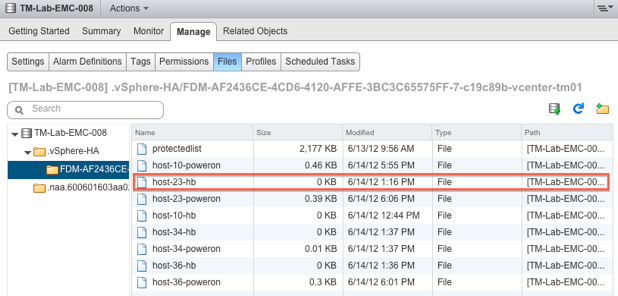 TM-Lab-EMC-008 Actions
Getting Started Summary Monitor Manage Related Objects
Settings Alarm Definitions Tags Permissions Files Profiles Scheduled Tasks
[TM-Lab-EMC-008] .vSphere-HA/FDM-AF2436CE-4CD6-4120-AFFE-3BC3C65575FF-7-c19c89b-vcenter-tm01
Search
TM-Lab-EMC-008
.vSphere-HA
FDM-AF2436CE-
.naa.600601603aa0
Name Size Modified Type Path
protectedlist 2,177 KB 6/13/12 9:56 AM File [TM-Lab-EMC-00...
host-10-poweron 0.46 KB 6/14/12 5:55 PM File [TM-Lab-EMC-00...
host-23-hb 0 KB 6/14/12 1:16 PM File [TM-Lab-EMC-00...
host-23-poweron 0.39 KB 6/14/12 6:06 PM File [TM-Lab-EMC-00...
host-10-hb 0 KB 6/14/12 12:44 PM File [TM-Lab-EMC-00...
host-34-hb 0 KB 6/14/12 1:37 PM File [TM-Lab-EMC-00...
host-34-poweron 0.01 KB 6/14/12 1:37 PM File [TM-Lab-EMC-00...
host-36-hb 0 KB 6/14/12 1:36 PM File [TM-Lab-EMC-00...
host-36-poweron 0.3 KB 6/14/12 6:01 PM File [TM-Lab-EMC-00...